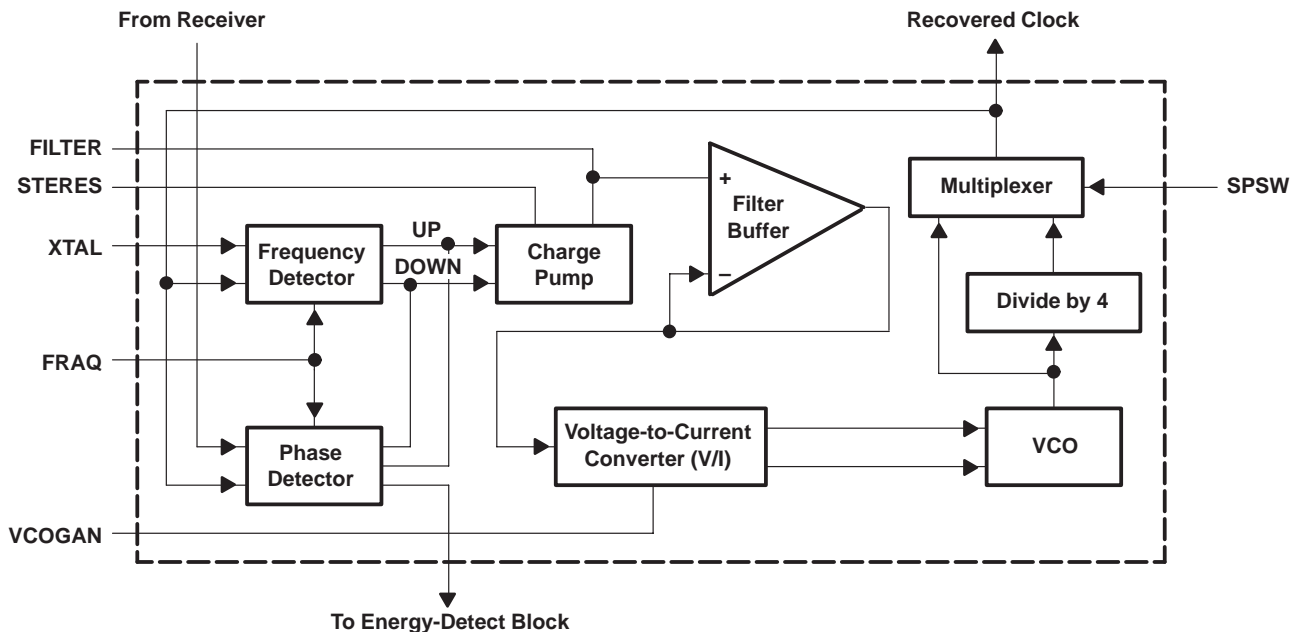 From Receiver
Recovered Clock
FILTER
STERES
XTAL
FRAQ
VCOGAN
SPSW
UP
DOWN
Frequency
Detector
Charge
Pump
+
Filter
Buffer
–
Multiplexer
Divide by 4
Phase
Detector
Voltage-to-Current
Converter (V/I)
VCO
To Energy-Detect Block